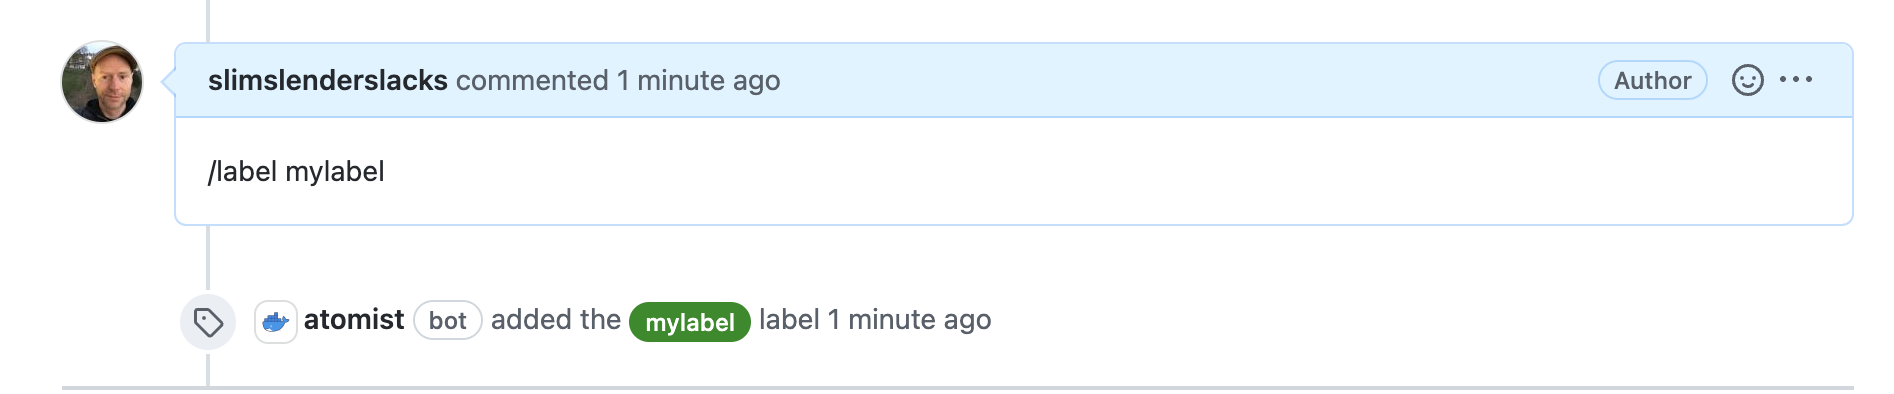 slimslenderslacks commented 1 minute ago Author
/label mylabel
atomist bot added the mylabel label 1 minute ago